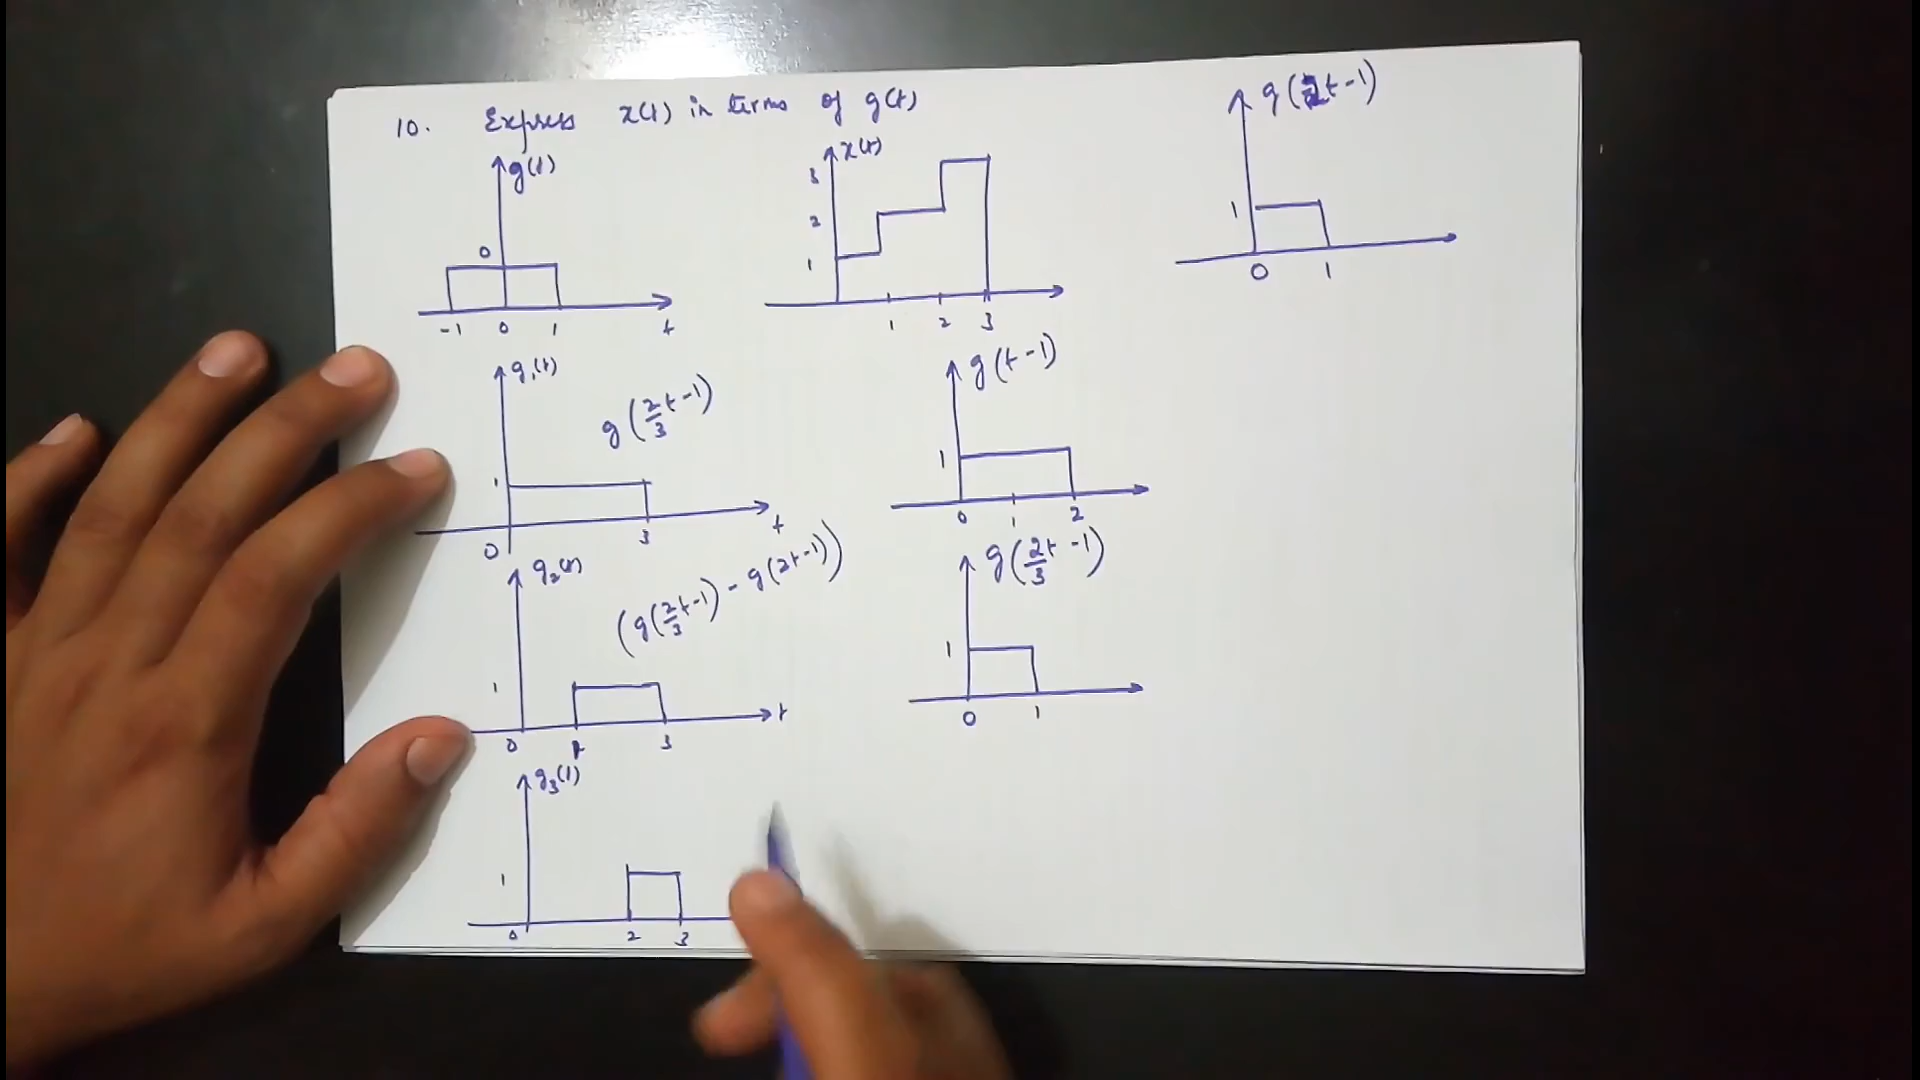 10. Express x(t) in terms of g(t)
g(t)
0
-1 0 1 t
x(t)
3
2
1
1 2 3
g(2t-1)
1
0 1
g₁(t)
g(2/3 t-1)
1
0 3 t
g(t-1)
1
0 1 2
g₂(t)
(g(2/3 t-1) - g(2t-1))
1
0 1 3 t
g(2/3 t-1)
1
0 1
g₃(t)
1
0 2 3